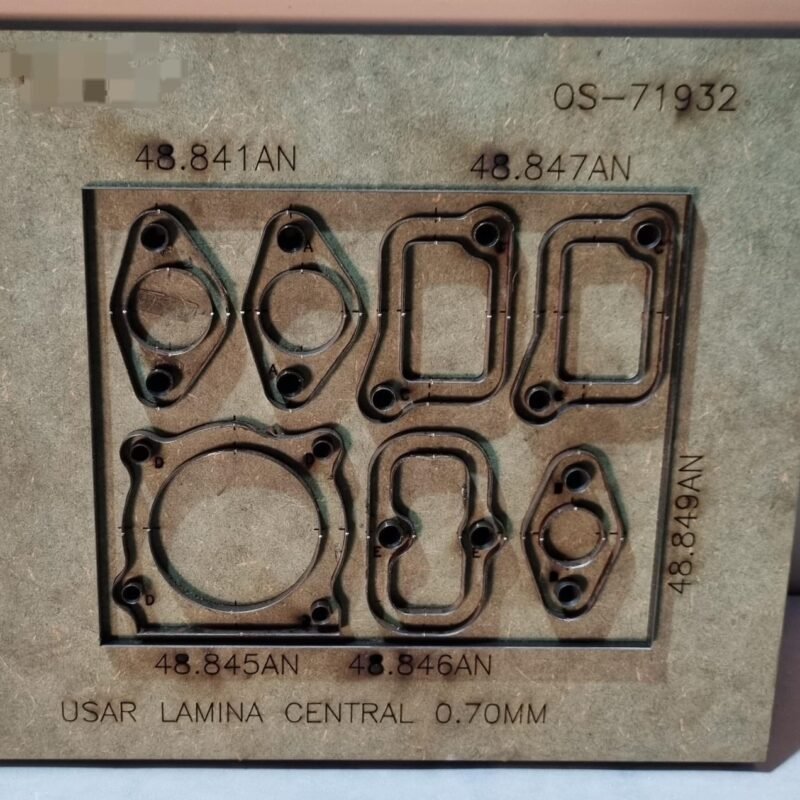 OS-71932
48.841AN
48.847AN
A
A
C
D
D
E
E
D
48.849AN
48.845AN
48.846AN
USAR LAMINA CENTRAL 0.70MM